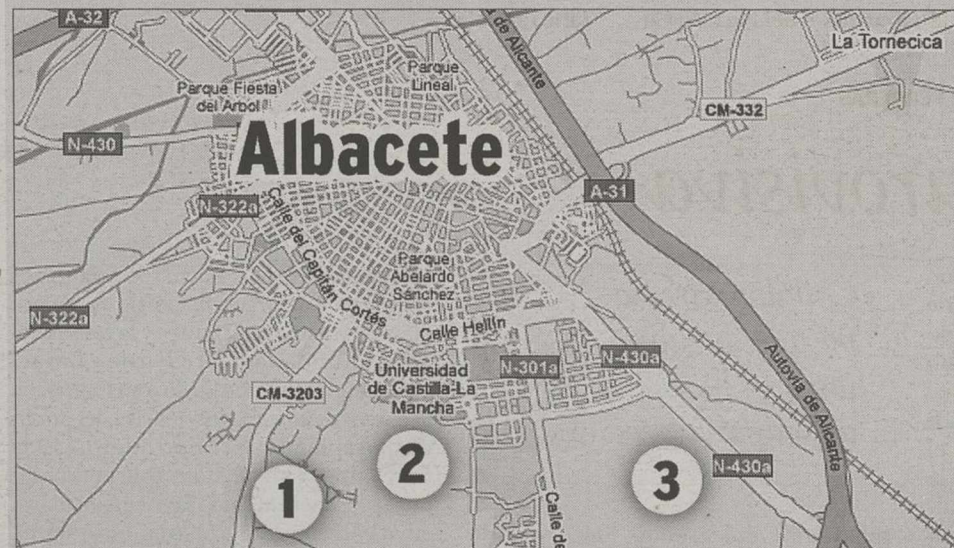 A-32
de Alicante
La Tornecica
Parque
Lineal
Parque Fiesta
del Arbol
CM-332
N-430
Albacete
A-31
N-322a
Calle del Capitán Cortés
Parque
Abelardo
Sánchez
N-322a
Calle Hellín
Universidad
de Castilla-La
Mancha
N-301a
N-430a
Autovía de Alicante
CM-3203
1
2
3
N-430a
Calle de